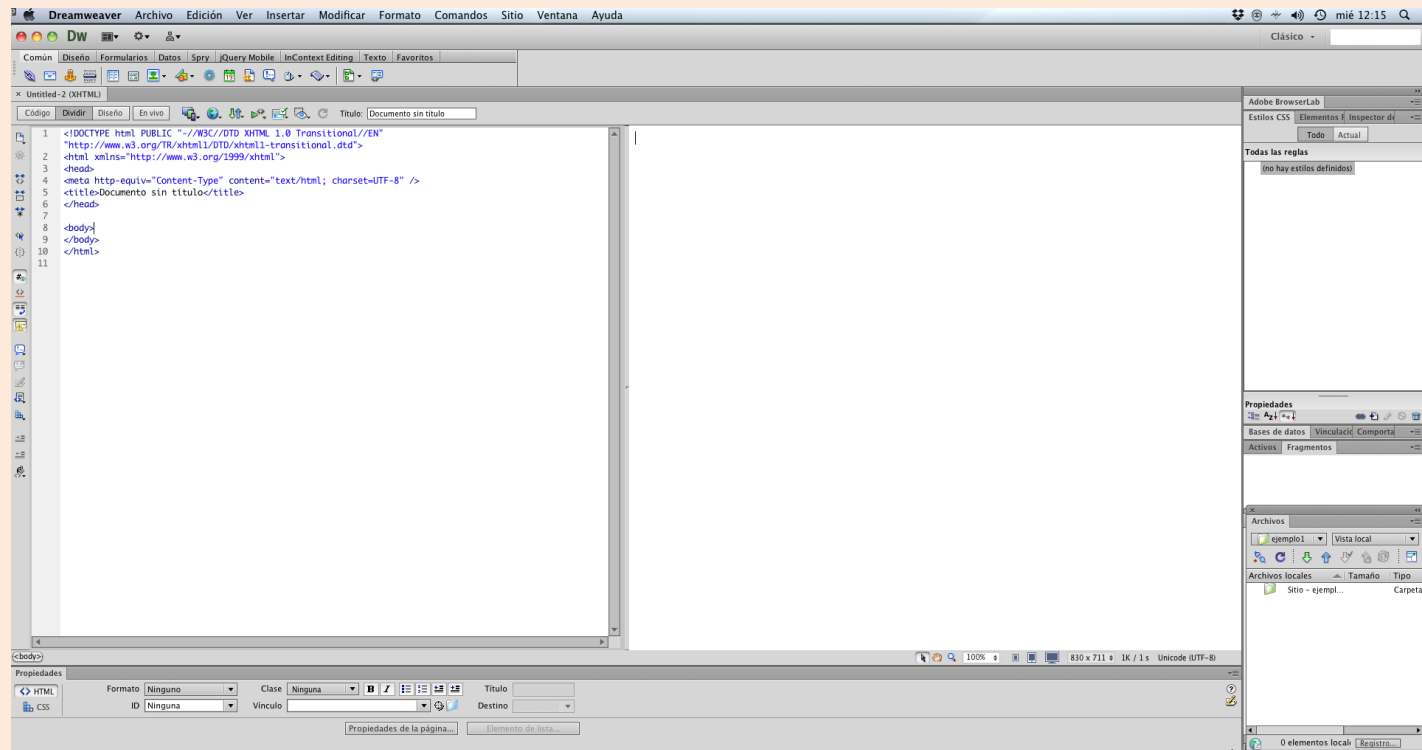 Dreamweaver Archivo Edición Ver Insertar Modificar Formato Comandos Sitio Ventana Ayuda
mié 12:15
DW
Clásico
Común Diseño Formularios Datos Spry jQuery Mobile InContext Editing Texto Favoritos
× Untitled-2 (XHTML)
Código Dividir Diseño En vivo Título: Documento sin título
1 <!DOCTYPE html PUBLIC "-//W3C//DTD XHTML 1.0 Transitional//EN"
"http://www.w3.org/TR/xhtml1/DTD/xhtml1-transitional.dtd">
2 <html xmlns="http://www.w3.org/1999/xhtml">
3 <head>
4 <meta http-equiv="Content-Type" content="text/html; charset=UTF-8" />
5 <title>Documento sin título</title>
6 </head>
7
8 <body>
9 </body>
10 </html>
11
Adobe BrowserLab
Estilos CSS Elementos Inspector de
Todo Actual
Todas las reglas
(no hay estilos definidos)
Propiedades
Bases de datos Vinculació Comporta
Activos Fragmentos
Archivos
ejemplo1 Vista local
Archivos locales Tamaño Tipo
Sitio - ejempl... Carpeta
0 elementos locale Registro...
<body>
100% 830 x 711 1K / 1 s Unicode (UTF-8)
Propiedades
<> HTML Formato Ninguno Clase Ninguna B I Título
CSS ID Ninguna Vínculo Destino
Propiedades de la página... Elemento de lista...